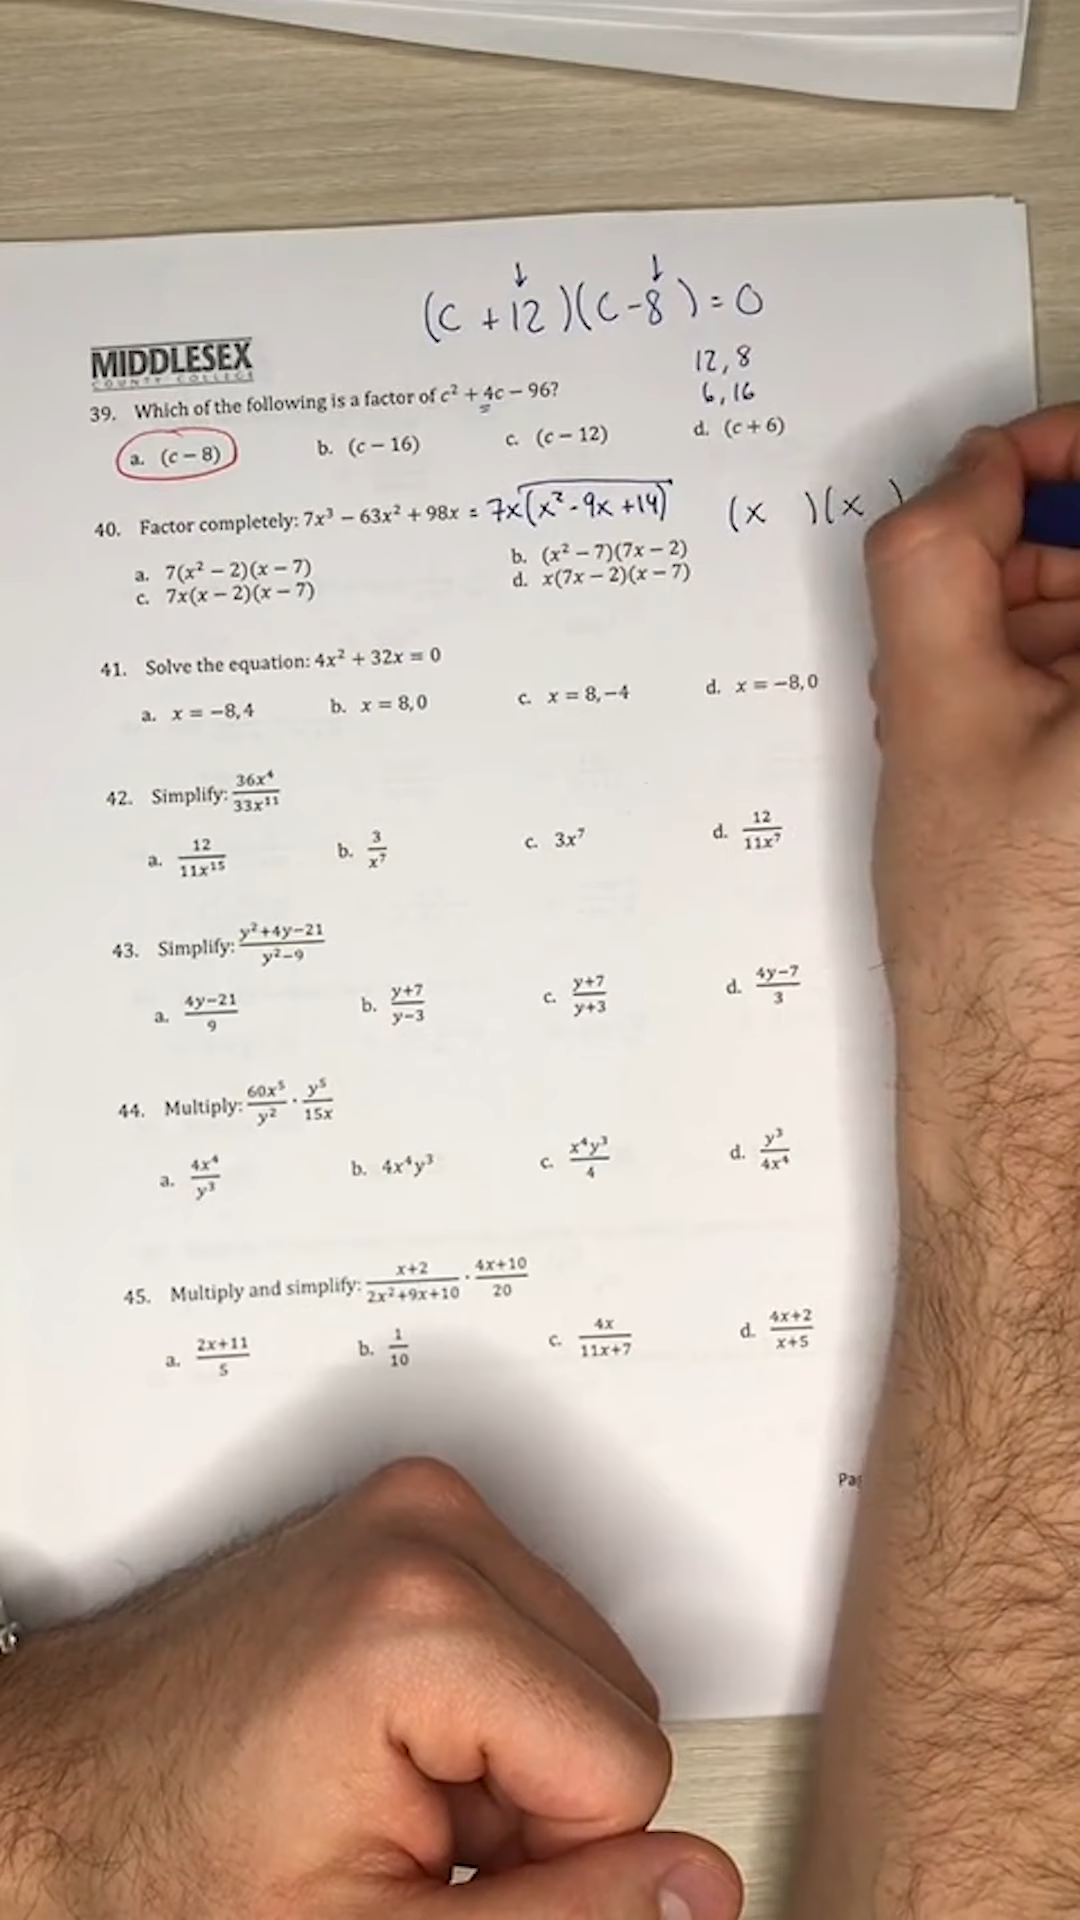 (c + 12)(c - 8) = 0
12, 8
6, 16
MIDDLESEX
COUNTY COLLEGE
39. Which of the following is a factor of c² + 4c − 96?
a. (c − 8) b. (c − 16) c. (c − 12) d. (c + 6)
40. Factor completely: 7x³ − 63x² + 98x = 7x(x² - 9x + 14) (x )(x )
a. 7(x² − 2)(x − 7) b. (x² − 7)(7x − 2)
c. 7x(x − 2)(x − 7) d. x(7x − 2)(x − 7)
41. Solve the equation: 4x² + 32x = 0
a. x = −8, 4 b. x = 8, 0 c. x = 8, −4 d. x = −8, 0
42. Simplify: 36x⁴/33x¹¹
a. 12/11x¹⁵ b. 3/x⁷ c. 3x⁷ d. 12/11x⁷
43. Simplify: y²+4y−21/y²−9
a. 4y−21/9 b. y+7/y−3 c. y+7/y+3 d. 4y−7/3
44. Multiply: 60x⁵/y² · y⁵/15x
a. 4x⁴/y³ b. 4x⁴y³ c. x⁴y³/4 d. y³/4x⁴
45. Multiply and simplify: x+2/2x²+9x+10 · 4x+10/20
a. 2x+11/5 b. 1/10 c. 4x/11x+7 d. 4x+2/x+5